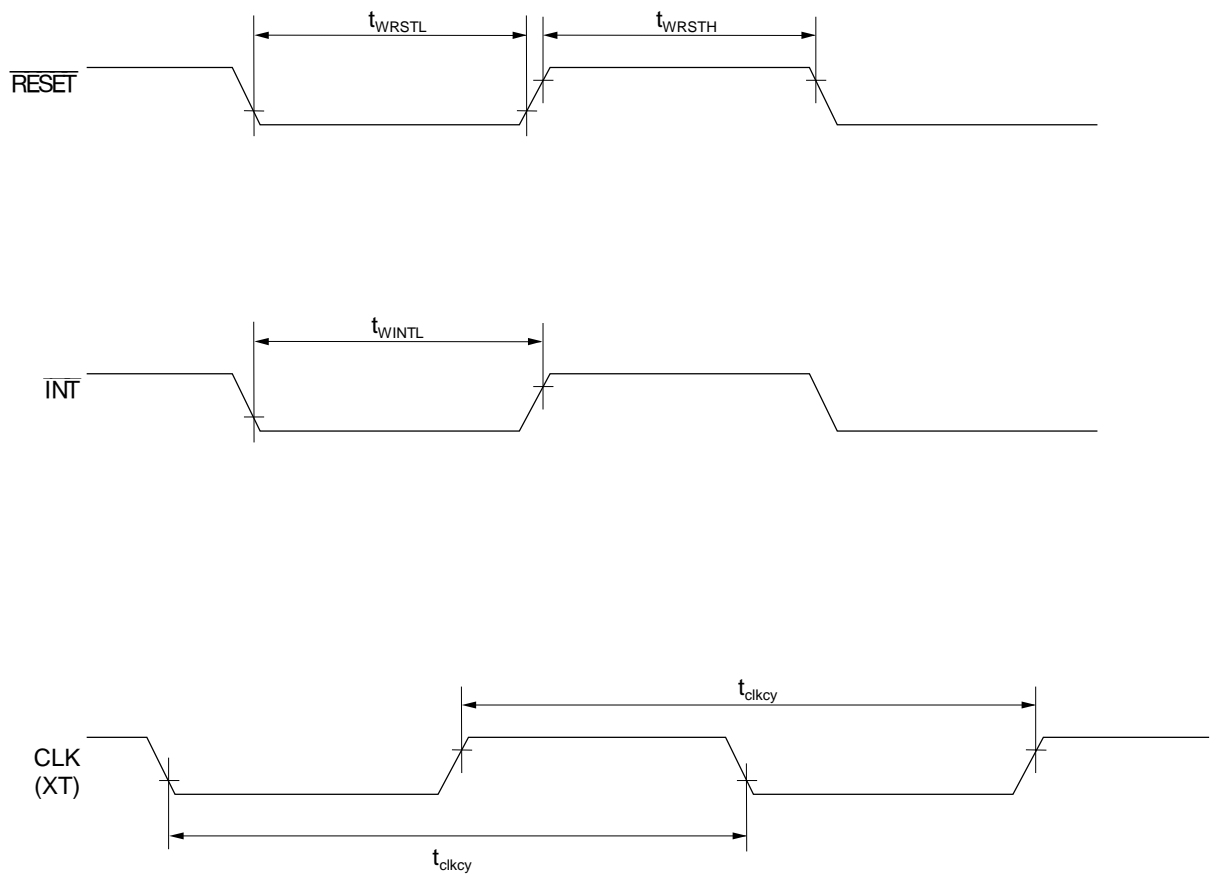 tWRSTL
tWRSTH
RESET
tWINTL
INT
tclkcy
CLK
(XT)
tclkcy